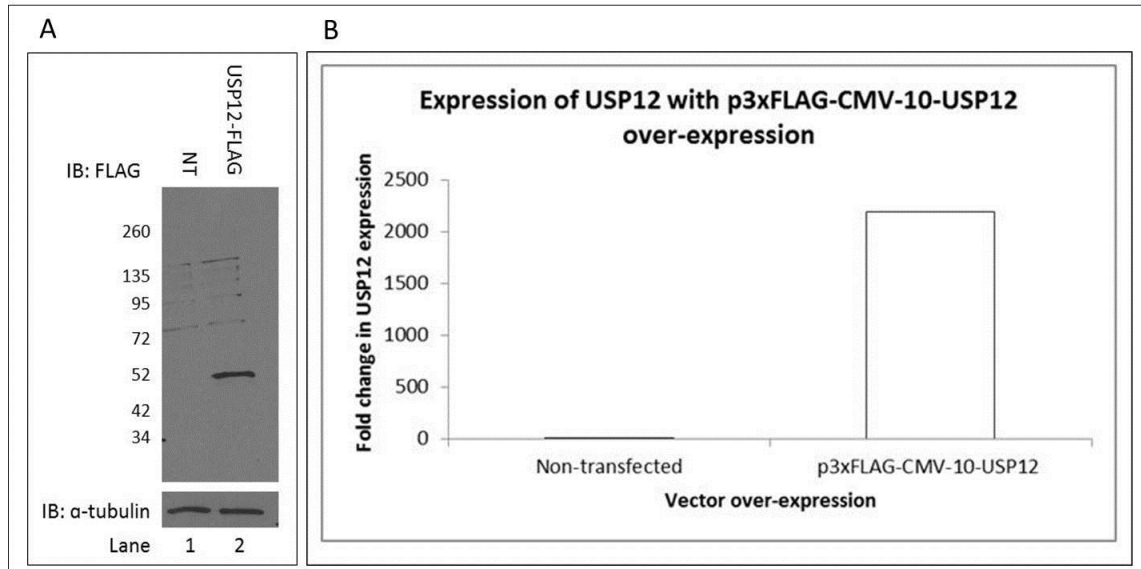 A
B
USP12-FLAG
NT
IB: FLAG
260
135
95
72
52
42
34
IB: α-tubulin
Lane 1 2
Expression of USP12 with p3xFLAG-CMV-10-USP12
over-expression
Fold change in USP12 expression
2500
2000
1500
1000
500
0
Non-transfected p3xFLAG-CMV-10-USP12
Vector over-expression